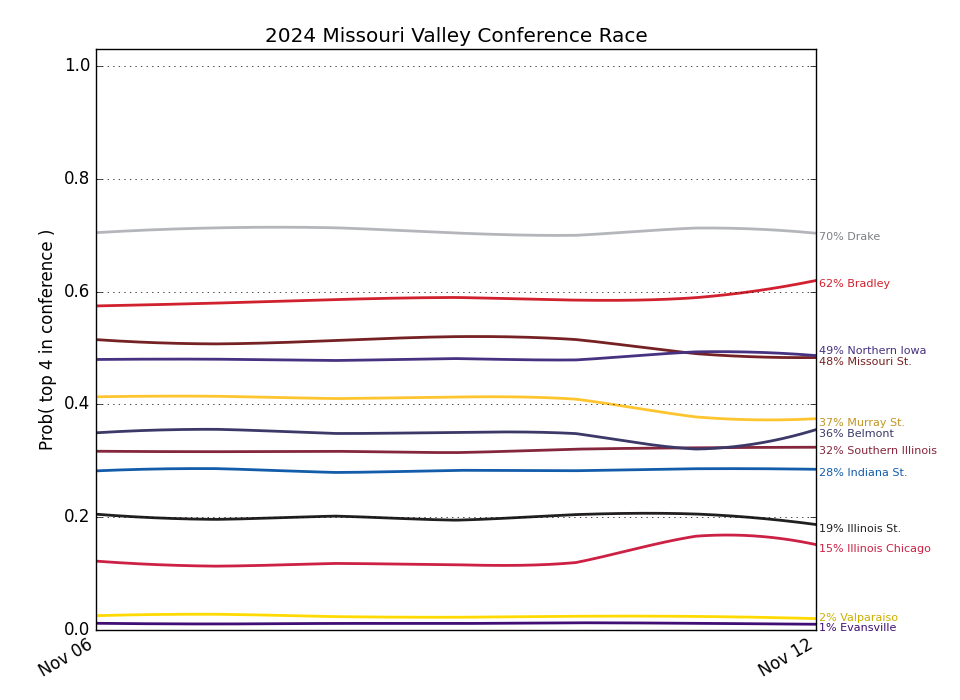 2024 Missouri Valley Conference Race
Prob( top 4 in conference )
1.0
0.8
0.6
0.4
0.2
0.0
70% Drake
62% Bradley
49% Northern Iowa
48% Missouri St.
37% Murray St.
36% Belmont
32% Southern Illinois
28% Indiana St.
19% Illinois St.
15% Illinois Chicago
2% Valparaiso
1% Evansville
Nov 06
Nov 12